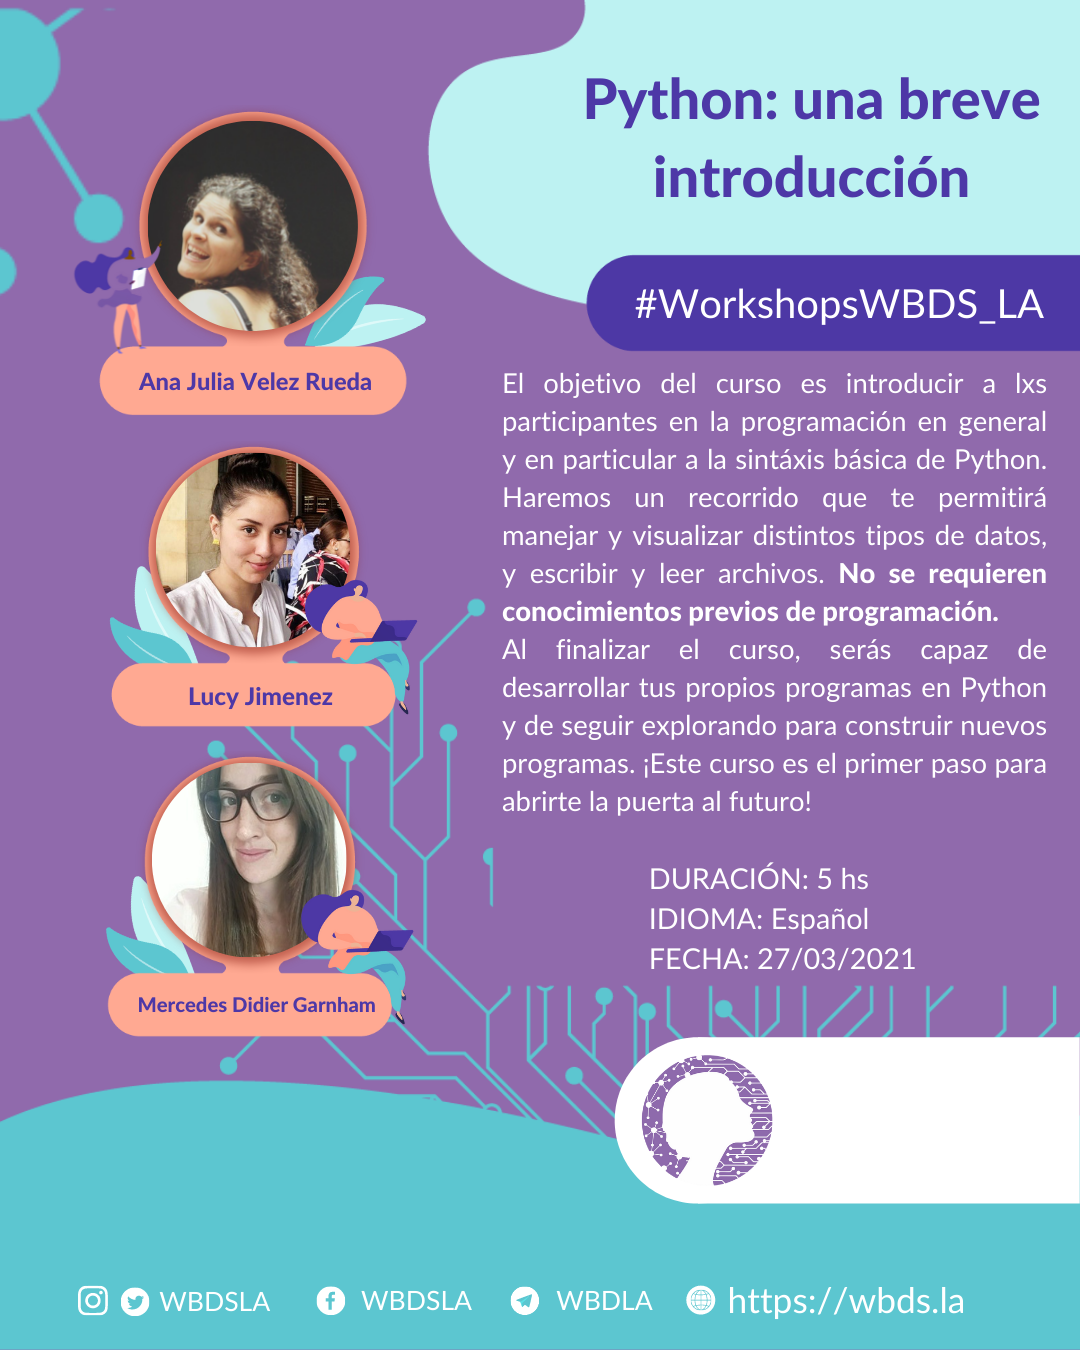 Python: una breve
introducción
#WorkshopsWBDS_LA
Ana Julia Velez Rueda
Lucy Jimenez
Mercedes Didier Garnham
El objetivo del curso es introducir a lxs
participantes en la programación en general
y en particular a la sintáxis básica de Python.
Haremos un recorrido que te permitirá
manejar y visualizar distintos tipos de datos,
y escribir y leer archivos. No se requieren
conocimientos previos de programación.
Al finalizar el curso, serás capaz de
desarrollar tus propios programas en Python
y de seguir explorando para construir nuevos
programas. ¡Este curso es el primer paso para
abrirte la puerta al futuro!
DURACIÓN: 5 hs
IDIOMA: Español
FECHA: 27/03/2021
WBDSLA WBDSLA WBDLA https://wbds.la